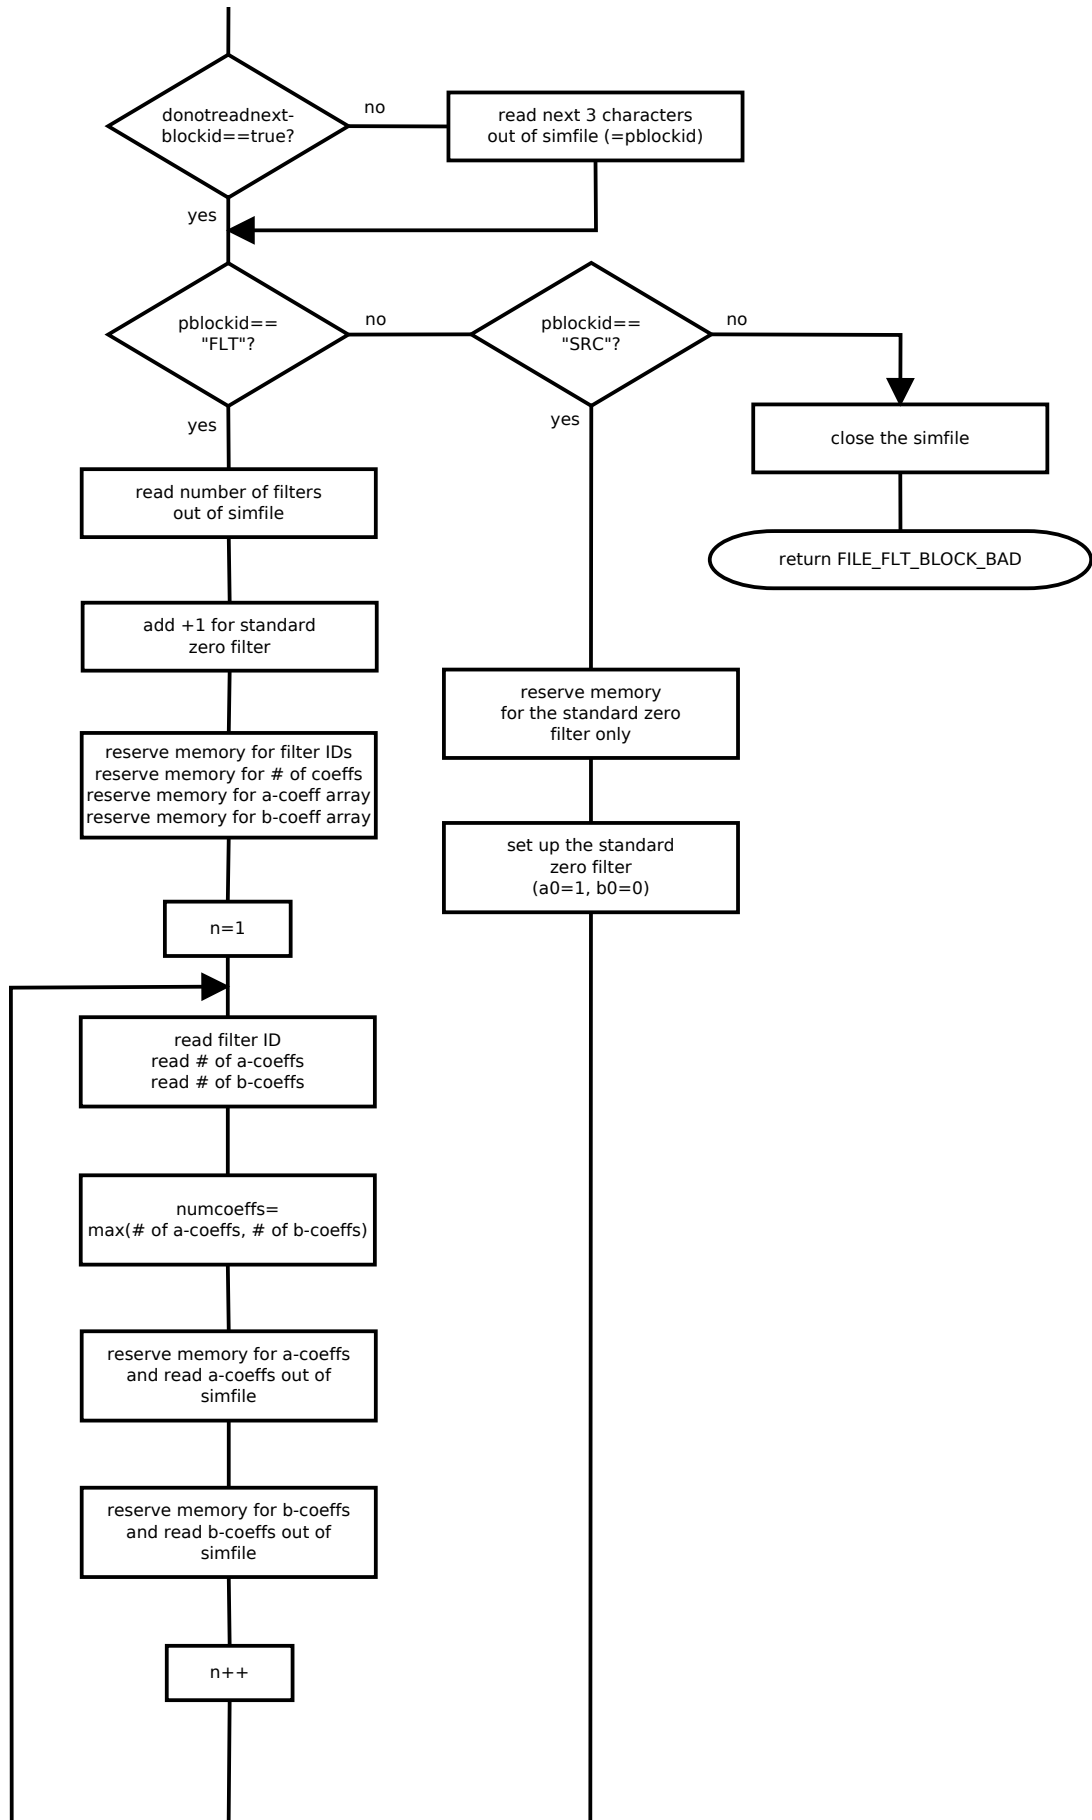 donotreadnext-
blockid==true?
no
read next 3 characters
out of simfile (=pblockid)
yes
pblockid==
"FLT"?
no
pblockid==
"SRC"?
no
yes
yes
close the simfile
read number of filters
out of simfile
return FILE_FLT_BLOCK_BAD
add +1 for standard
zero filter
reserve memory
for the standard zero
filter only
reserve memory for filter IDs
reserve memory for # of coeffs
reserve memory for a-coeff array
reserve memory for b-coeff array
set up the standard
zero filter
(a0=1, b0=0)
n=1
read filter ID
read # of a-coeffs
read # of b-coeffs
numcoeffs=
max(# of a-coeffs, # of b-coeffs)
reserve memory for a-coeffs
and read a-coeffs out of
simfile
reserve memory for b-coeffs
and read b-coeffs out of
simfile
n++